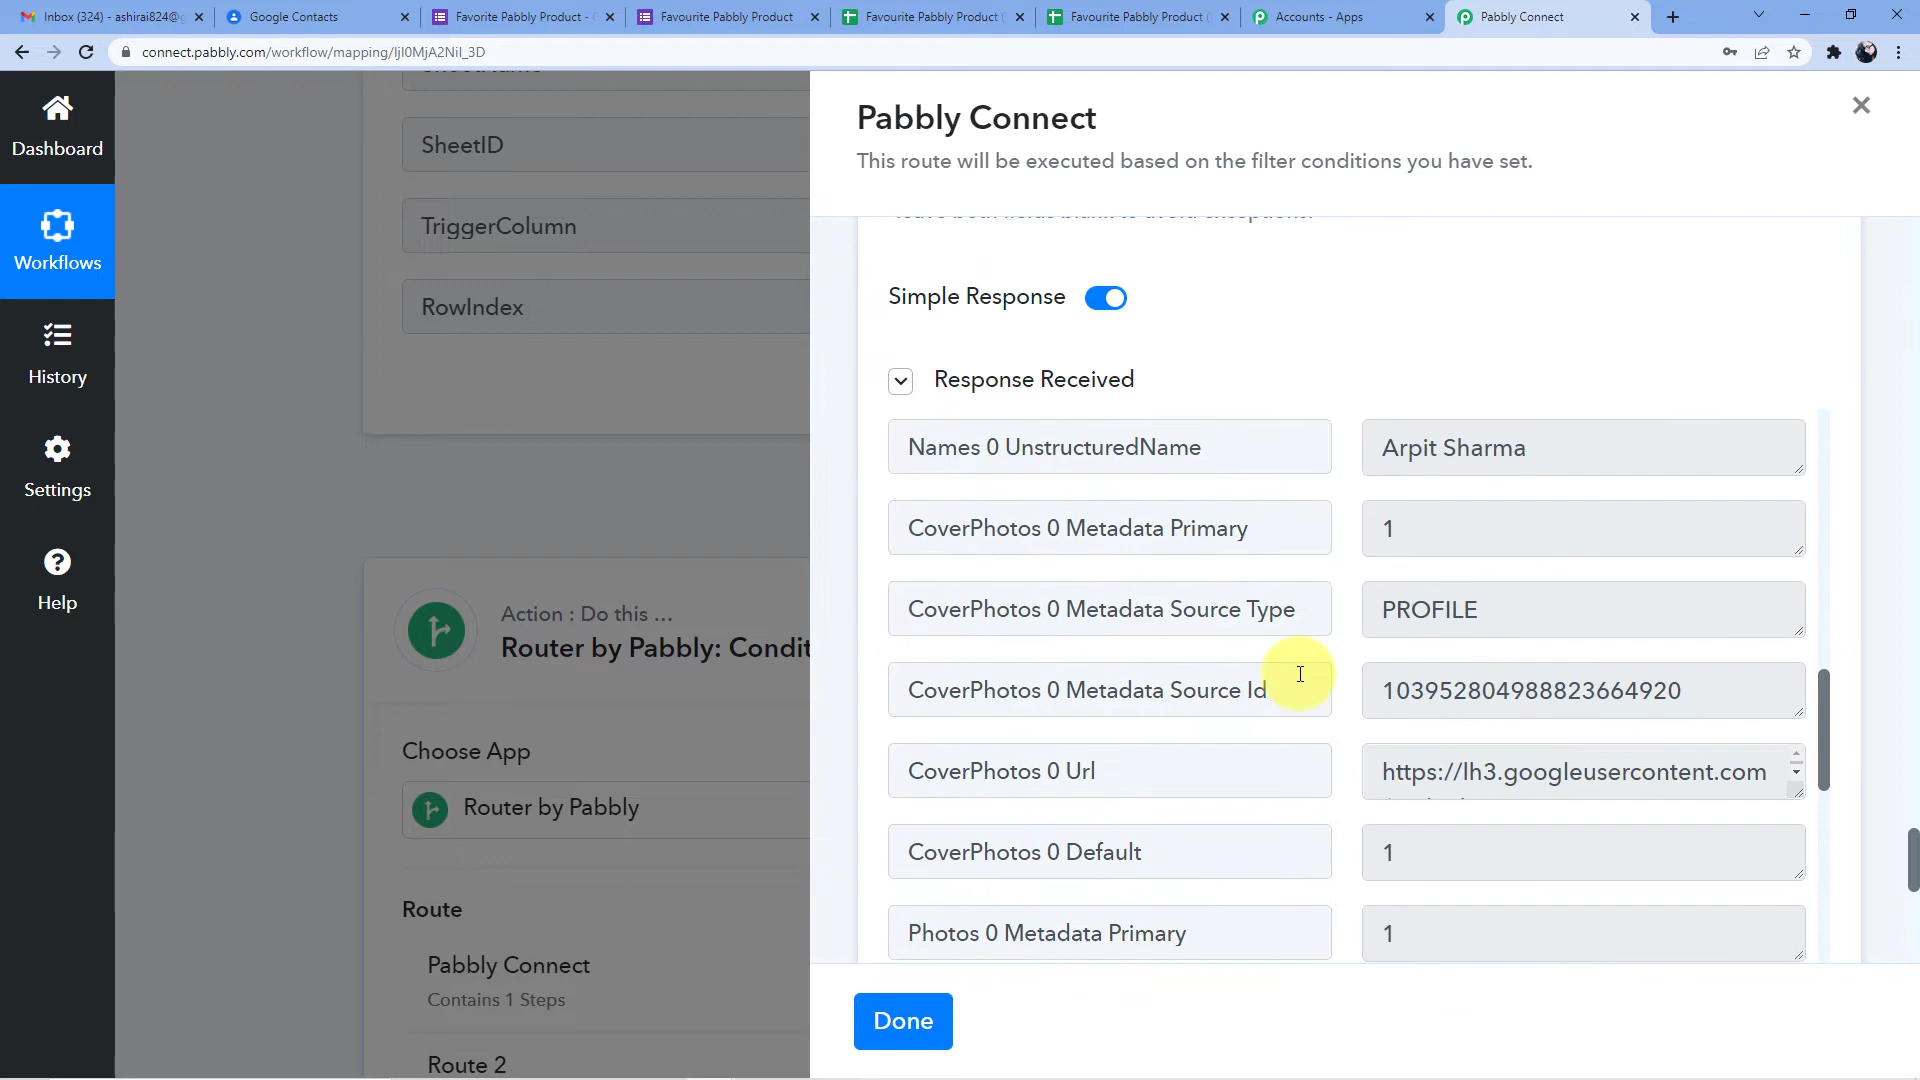 Inbox (324) - ashirai824@g
Google Contacts
Favorite Pabbly Product -
Favourite Pabbly Product
Favourite Pabbly Product (
Favourite Pabbly Product (
Accounts - Apps
Pabbly Connect
connect.pabbly.com/workflow/mapping/IjI0MjA2NiI_3D
Dashboard
Workflows
History
Settings
Help
SheetID
TriggerColumn
RowIndex
Action : Do this ...
Router by Pabbly: Condit
Choose App
Router by Pabbly
Route
Pabbly Connect
Contains 1 Steps
Route 2
Pabbly Connect
This route will be executed based on the filter conditions you have set.
Simple Response
Response Received
Names 0 UnstructuredName
Arpit Sharma
CoverPhotos 0 Metadata Primary
1
CoverPhotos 0 Metadata Source Type
PROFILE
CoverPhotos 0 Metadata Source Id
103952804988823664920
CoverPhotos 0 Url
https://lh3.googleusercontent.com
CoverPhotos 0 Default
1
Photos 0 Metadata Primary
1
Done